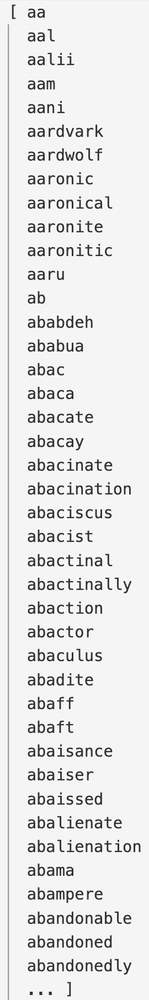 [ aa
aal
aalii
aam
aani
aardvark
aardwolf
aaronic
aaronical
aaronite
aaronitic
aaru
ab
ababdeh
ababua
abac
abaca
abacate
abacay
abacinate
abacination
abaciscus
abacist
abactinal
abactinally
abaction
abactor
abaculus
abadite
abaff
abaft
abaisance
abaiser
abaissed
abalienate
abalienation
abama
abampere
abandonable
abandoned
abandonedly
... ]